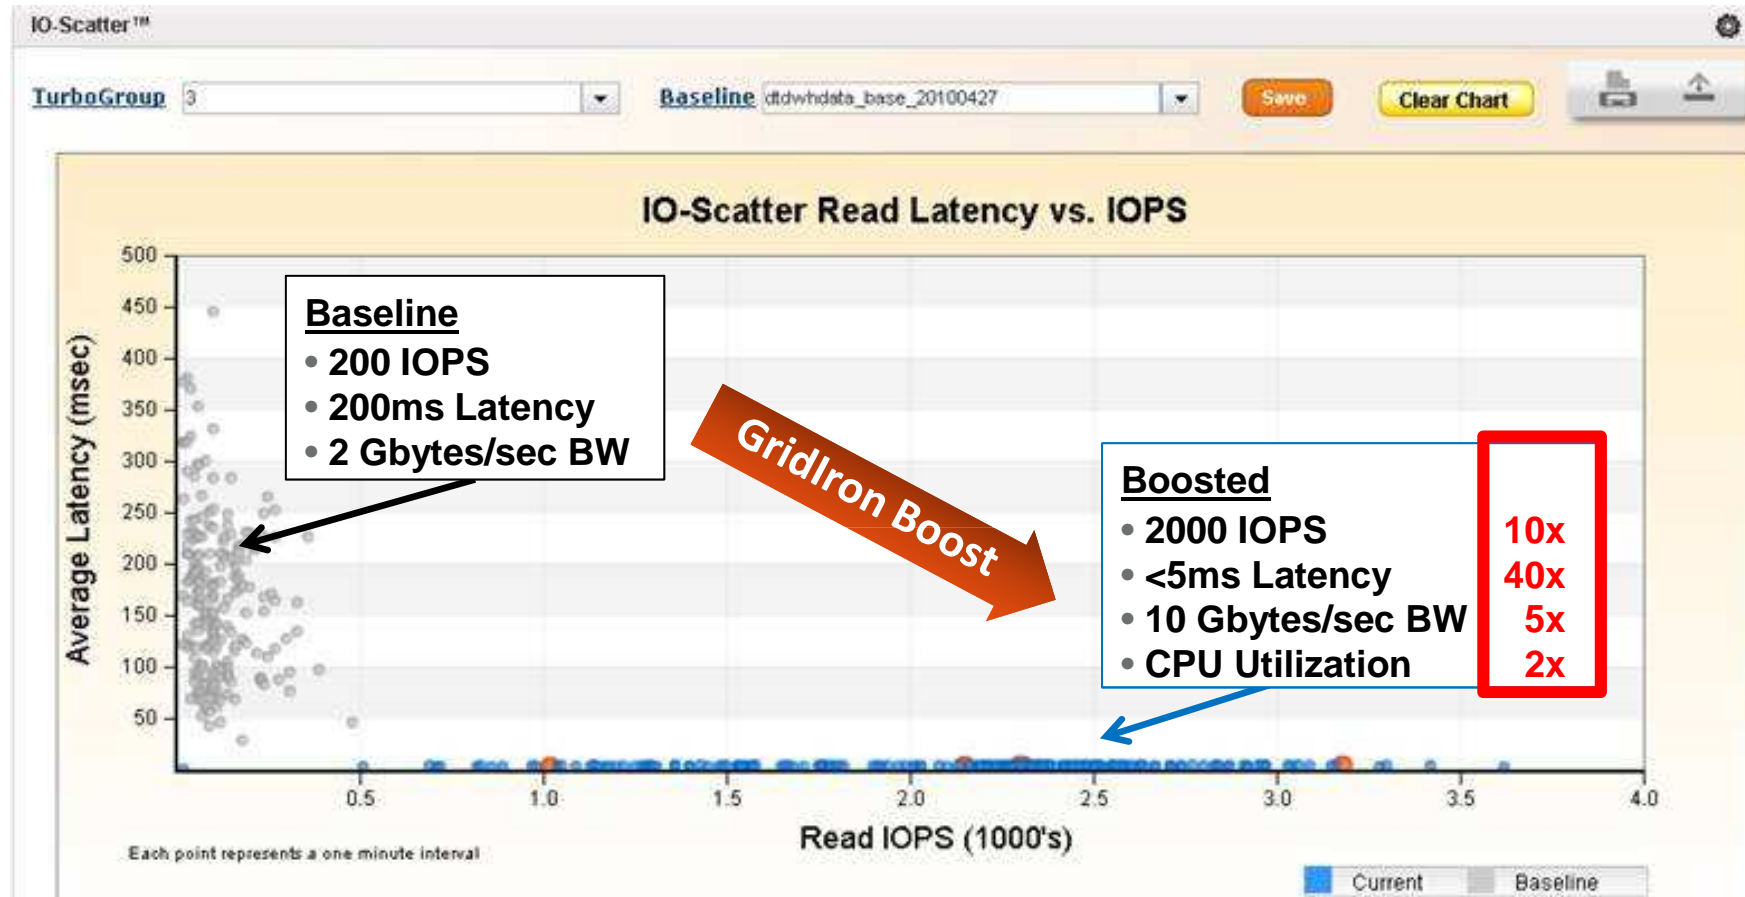 IO-Scatter™
TurboGroup 3 Baseline dtdwhdata_base_20100427 Save Clear Chart
IO-Scatter Read Latency vs. IOPS
Average Latency (msec)
500
450
400
350
300
250
200
150
100
50
Baseline
• 200 IOPS
• 200ms Latency
• 2 Gbytes/sec BW
GridIron Boost
Boosted
• 2000 IOPS 10x
• <5ms Latency 40x
• 10 Gbytes/sec BW 5x
• CPU Utilization 2x
0.5 1.0 1.5 2.0 2.5 3.0 3.5 4.0
Read IOPS (1000's)
Each point represents a one minute interval
Current Baseline